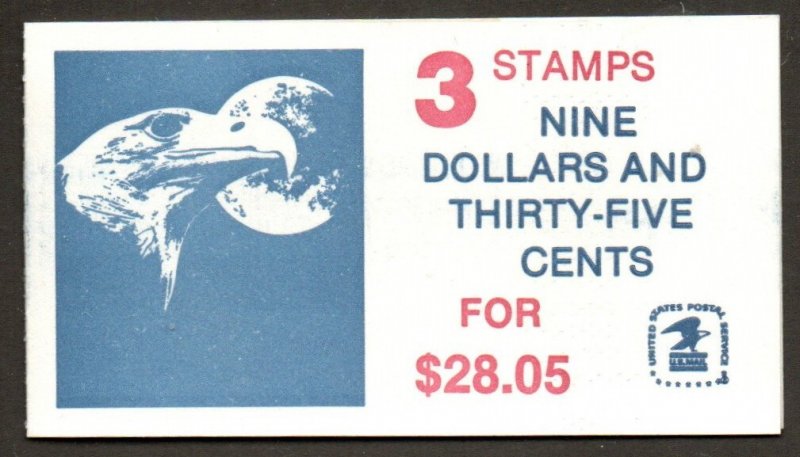 3 STAMPS
NINE
DOLLARS AND
THIRTY-FIVE
CENTS
FOR
$28.05
UNITED STATES POSTAL SERVICE
U.S. MAIL